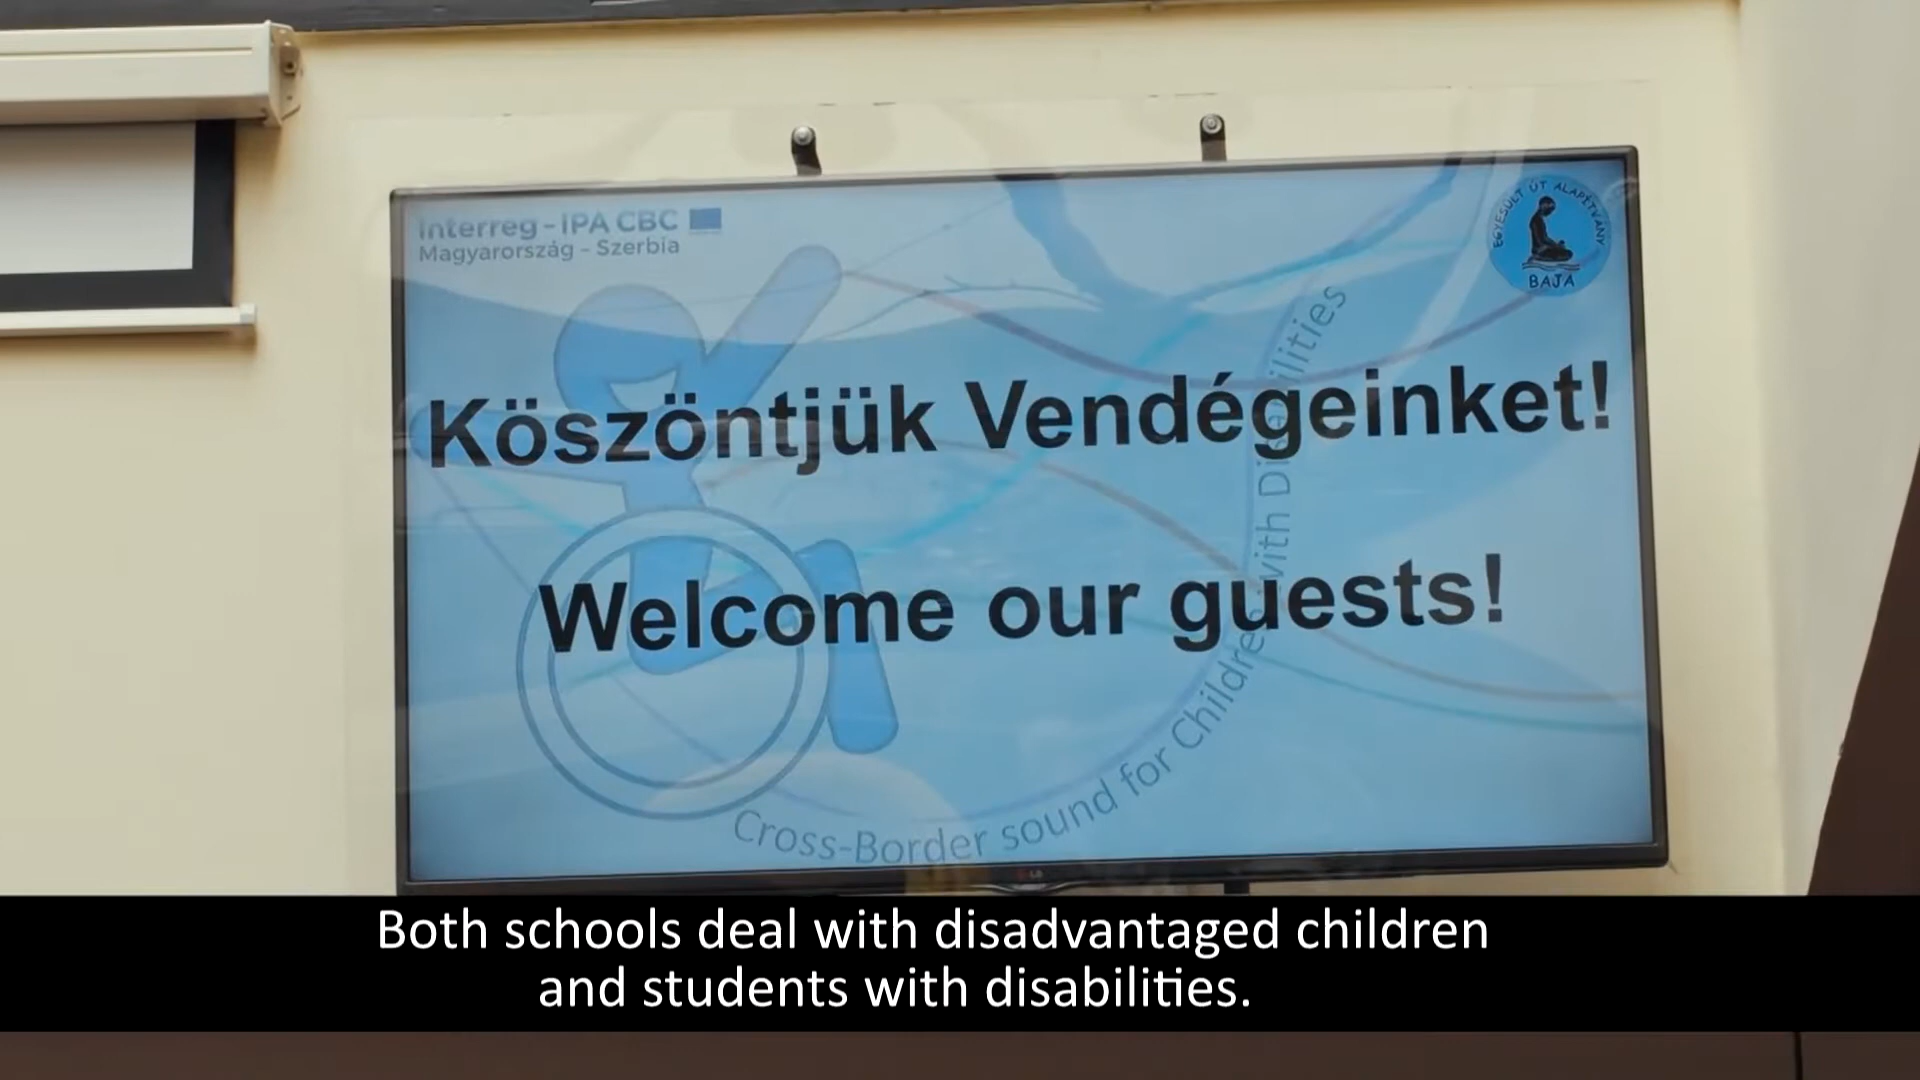 Interreg - IPA CBC
Magyarország - Szerbia
EGYESÜLT ÚT ALAPÍTVÁNY
BAJA
Köszöntjük Vendégeinket!
Welcome our guests!
Cross-Border sound for Children with Disabilities
LG
Both schools deal with disadvantaged children
and students with disabilities.